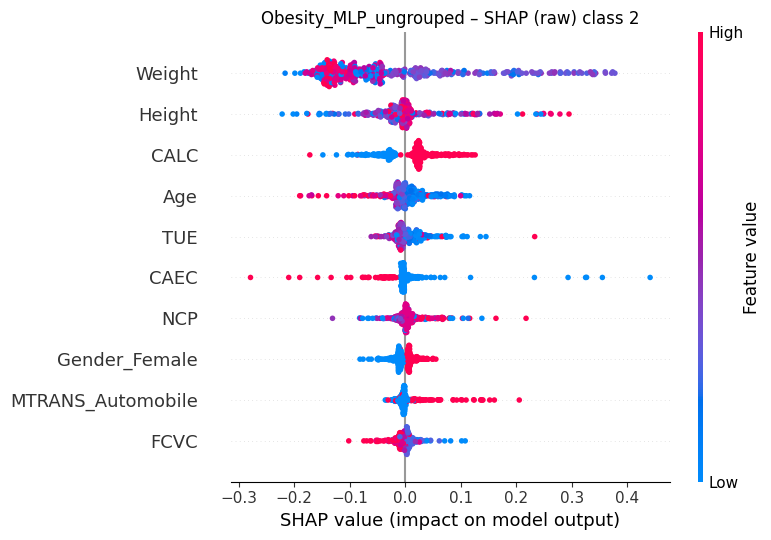 Obesity_MLP_ungrouped – SHAP (raw) class 2
High
Weight
Height
CALC
Age
TUE
CAEC
NCP
Gender_Female
MTRANS_Automobile
FCVC
Feature value
Low
−0.3 −0.2 −0.1 0.0 0.1 0.2 0.3 0.4
SHAP value (impact on model output)